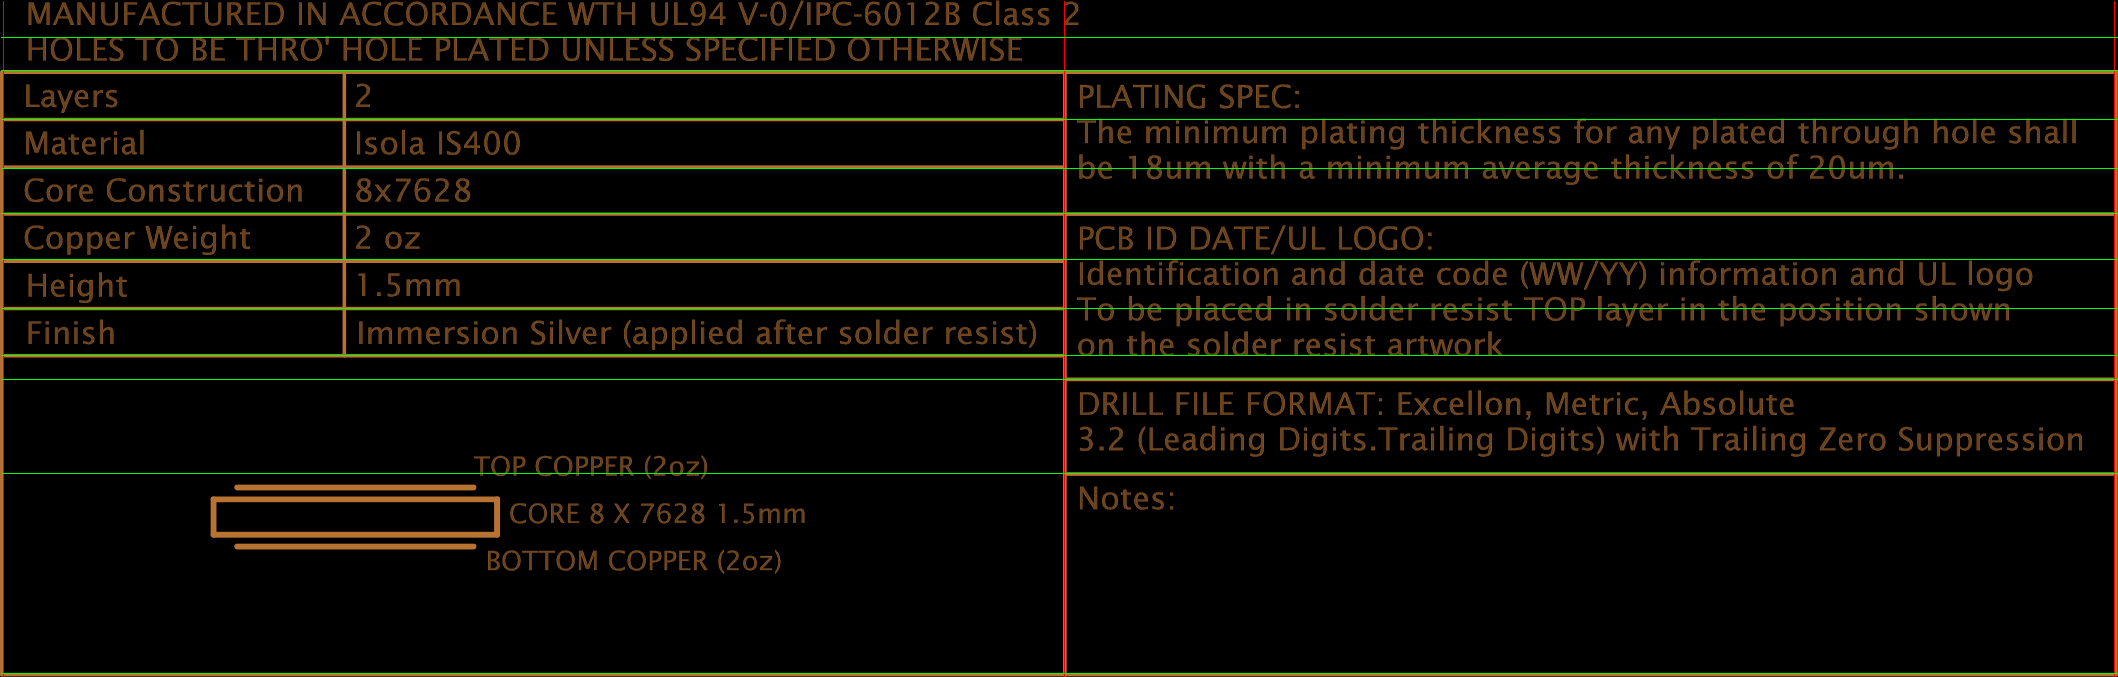 MANUFACTURED IN ACCORDANCE WTH UL94 V-0/IPC-6012B Class 2
HOLES TO BE THRO' HOLE PLATED UNLESS SPECIFIED OTHERWISE
Layers 2
Material Isola IS400
Core Construction 8x7628
Copper Weight 2 oz
Height 1.5mm
Finish Immersion Silver (applied after solder resist)
TOP COPPER (2oz)
CORE 8 X 7628 1.5mm
BOTTOM COPPER (2oz)
PLATING SPEC:
The minimum plating thickness for any plated through hole shall
be 18um with a minimum average thickness of 20um.
PCB ID DATE/UL LOGO:
Identification and date code (WW/YY) information and UL logo
To be placed in solder resist TOP layer in the position shown
on the solder resist artwork
DRILL FILE FORMAT: Excellon, Metric, Absolute
3.2 (Leading Digits.Trailing Digits) with Trailing Zero Suppression
Notes: